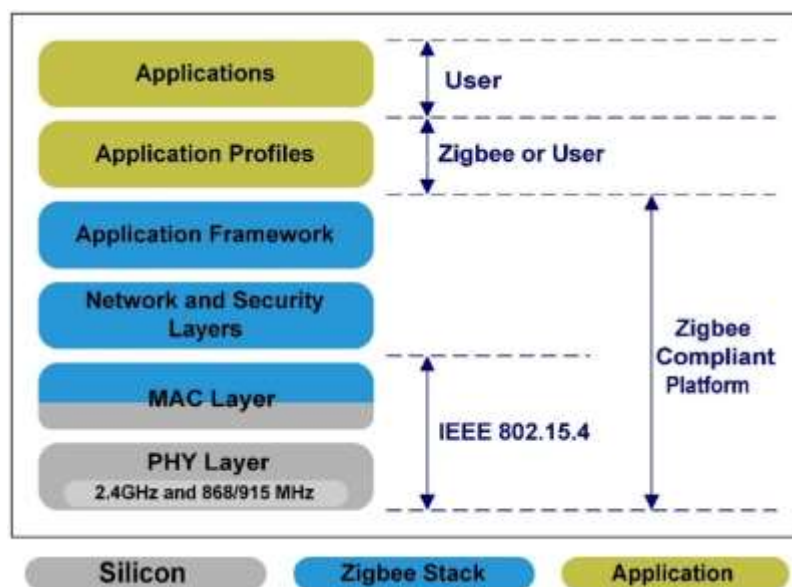 Applications
User
Application Profiles
Zigbee or User
Application Framework
Network and Security
Layers
Zigbee
Compliant
Platform
MAC Layer
IEEE 802.15.4
PHY Layer
2.4GHz and 868/915 MHz
Silicon
Zigbee Stack
Application